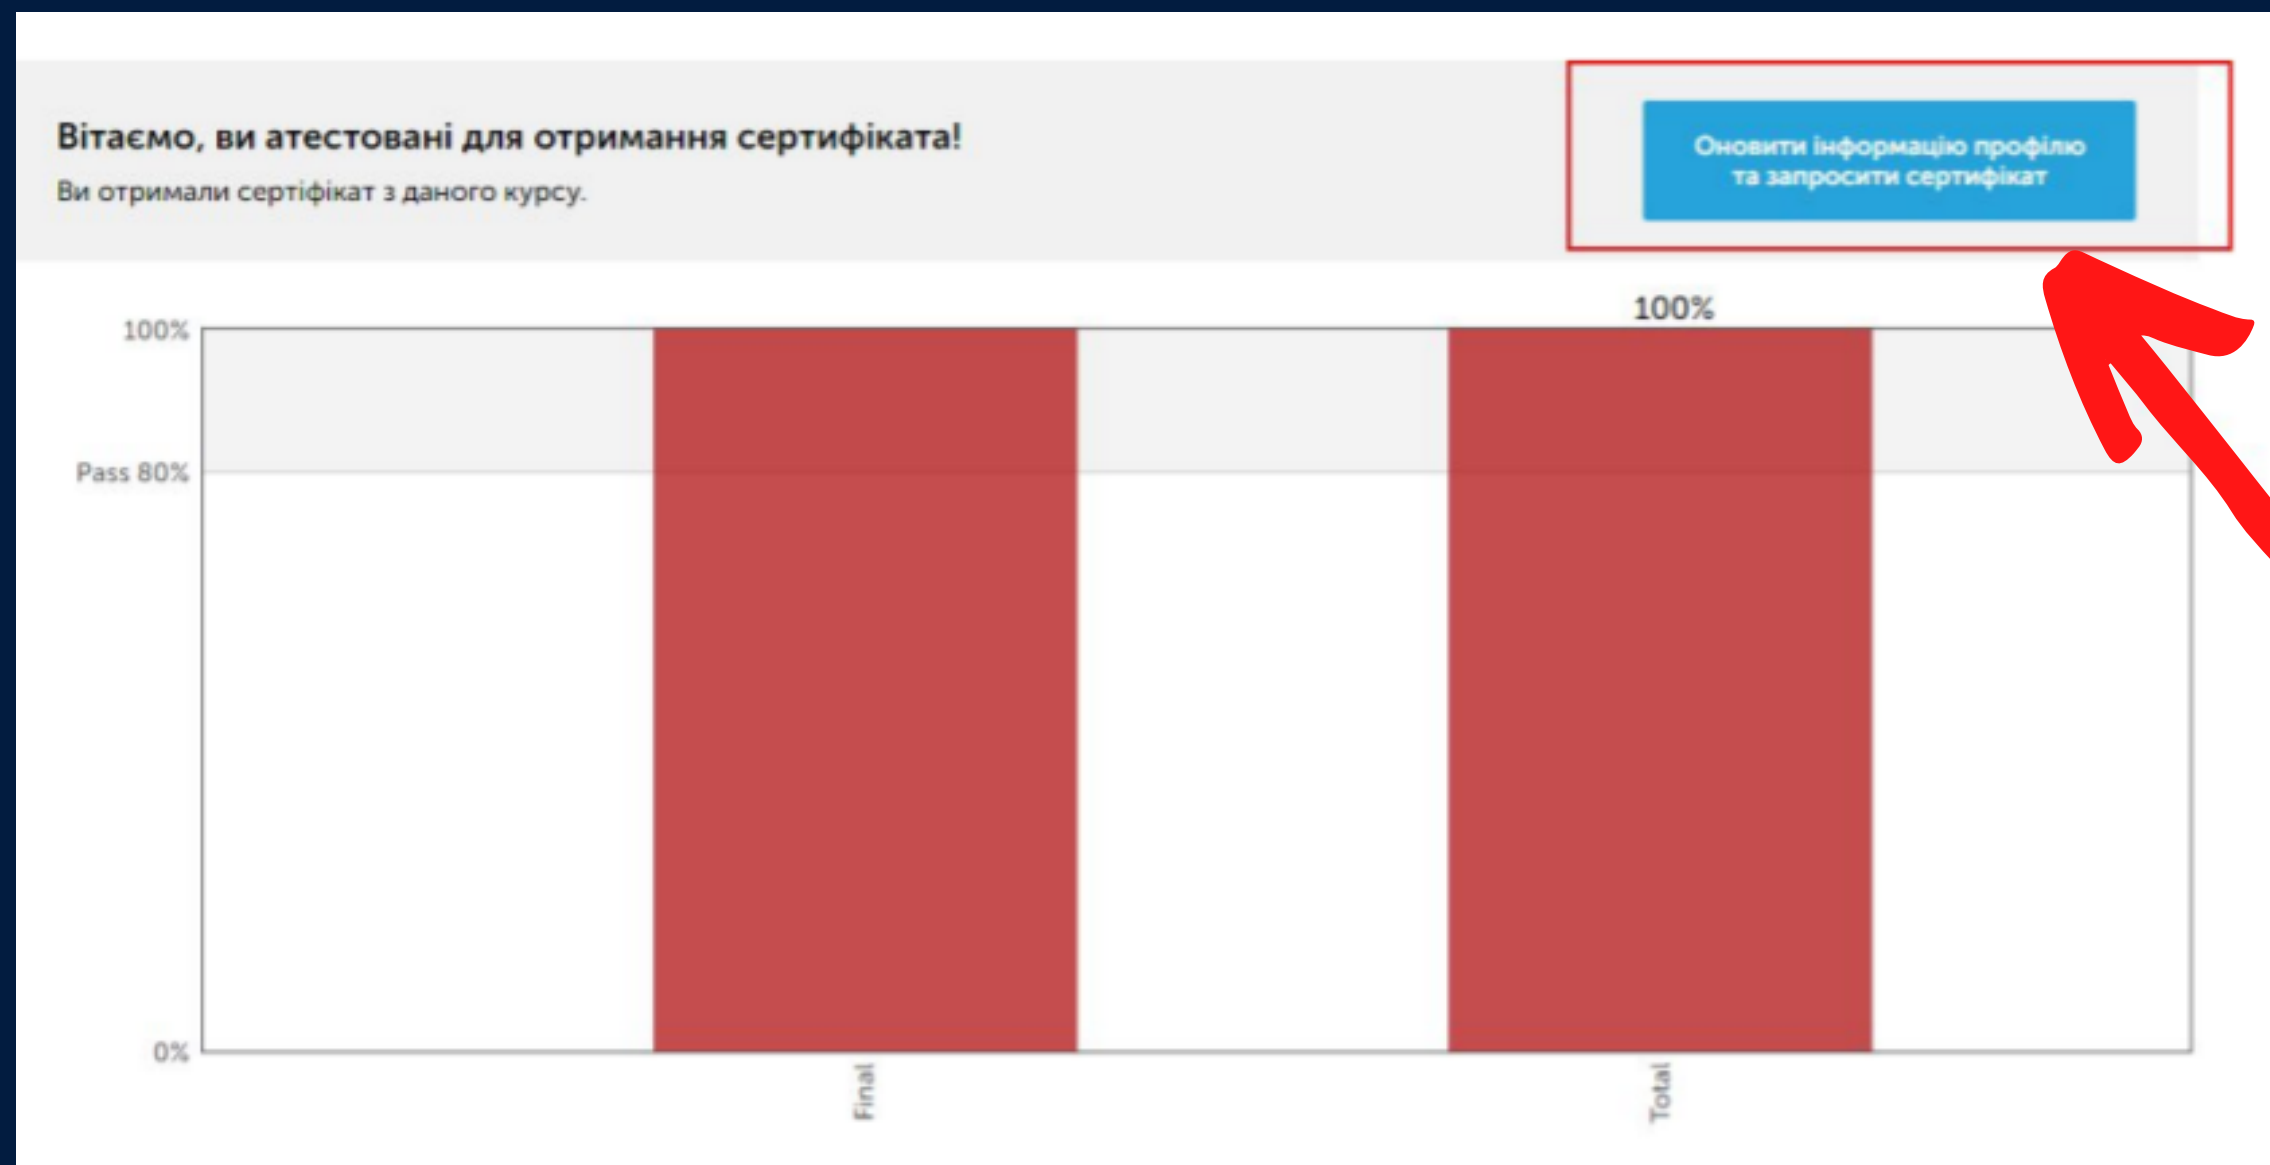 Вітаємо, ви атестовані для отримання сертифіката!
Ви отримали сертіфікат з даного курсу.
Оновити інформацію профілю
та запросити сертифікат
100%
100%
Pass 80%
0%
Final
Total